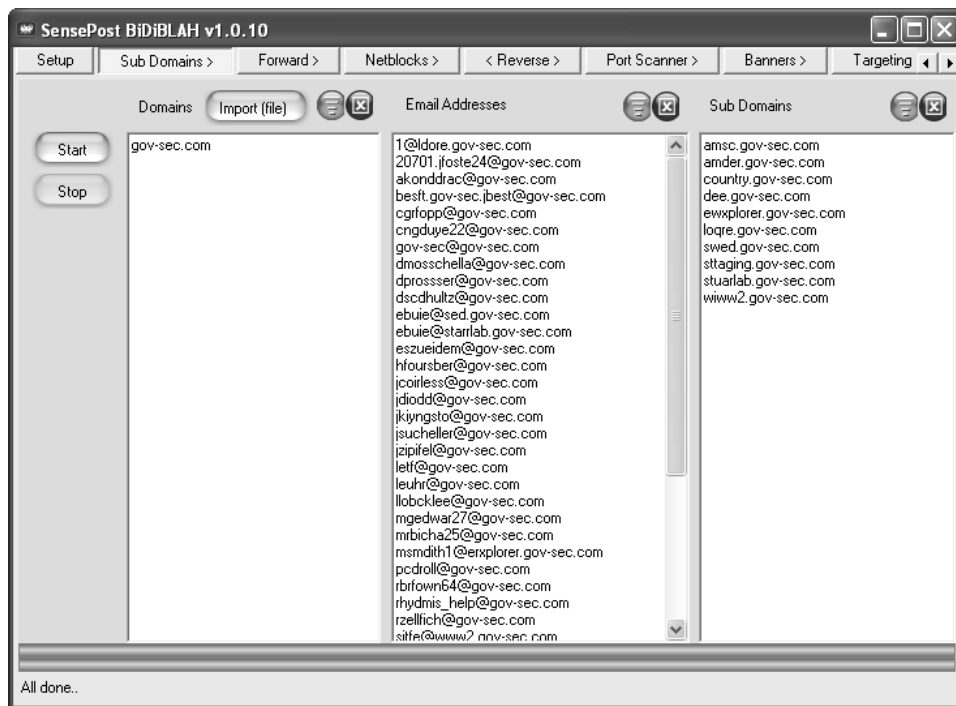 SensePost BiDiBLAH v1.0.10
Setup Sub Domains > Forward > Netblocks > < Reverse > Port Scanner > Banners > Targeting
Domains Import (file) Email Addresses Sub Domains
Start
Stop
gov-sec.com
1@ldore.gov-sec.com
20701.jfoste24@gov-sec.com
akonddrac@gov-sec.com
besft.gov-sec.jbest@gov-sec.com
cgrfopp@gov-sec.com
cngduye22@gov-sec.com
gov-sec@gov-sec.com
dmosschella@gov-sec.com
dprossser@gov-sec.com
dscdhultz@gov-sec.com
ebuie@sed.gov-sec.com
ebuie@starrlab.gov-sec.com
eszueidem@gov-sec.com
hfoursber@gov-sec.com
jcoirless@gov-sec.com
jdiodd@gov-sec.com
jkiyngsto@gov-sec.com
jsucheller@gov-sec.com
jzipifel@gov-sec.com
letf@gov-sec.com
leuhr@gov-sec.com
llobcklee@gov-sec.com
mgedwar27@gov-sec.com
mrbicha25@gov-sec.com
msmdith1@erxplorer.gov-sec.com
pcdroll@gov-sec.com
rbrfown64@gov-sec.com
rhydmis_help@gov-sec.com
rzellfich@gov-sec.com
sitfe@www2.gov-sec.com
amsc.gov-sec.com
amder.gov-sec.com
country.gov-sec.com
dee.gov-sec.com
ewxplorer.gov-sec.com
loqre.gov-sec.com
swed.gov-sec.com
sttaging.gov-sec.com
stuarlab.gov-sec.com
wiww2.gov-sec.com
All done..